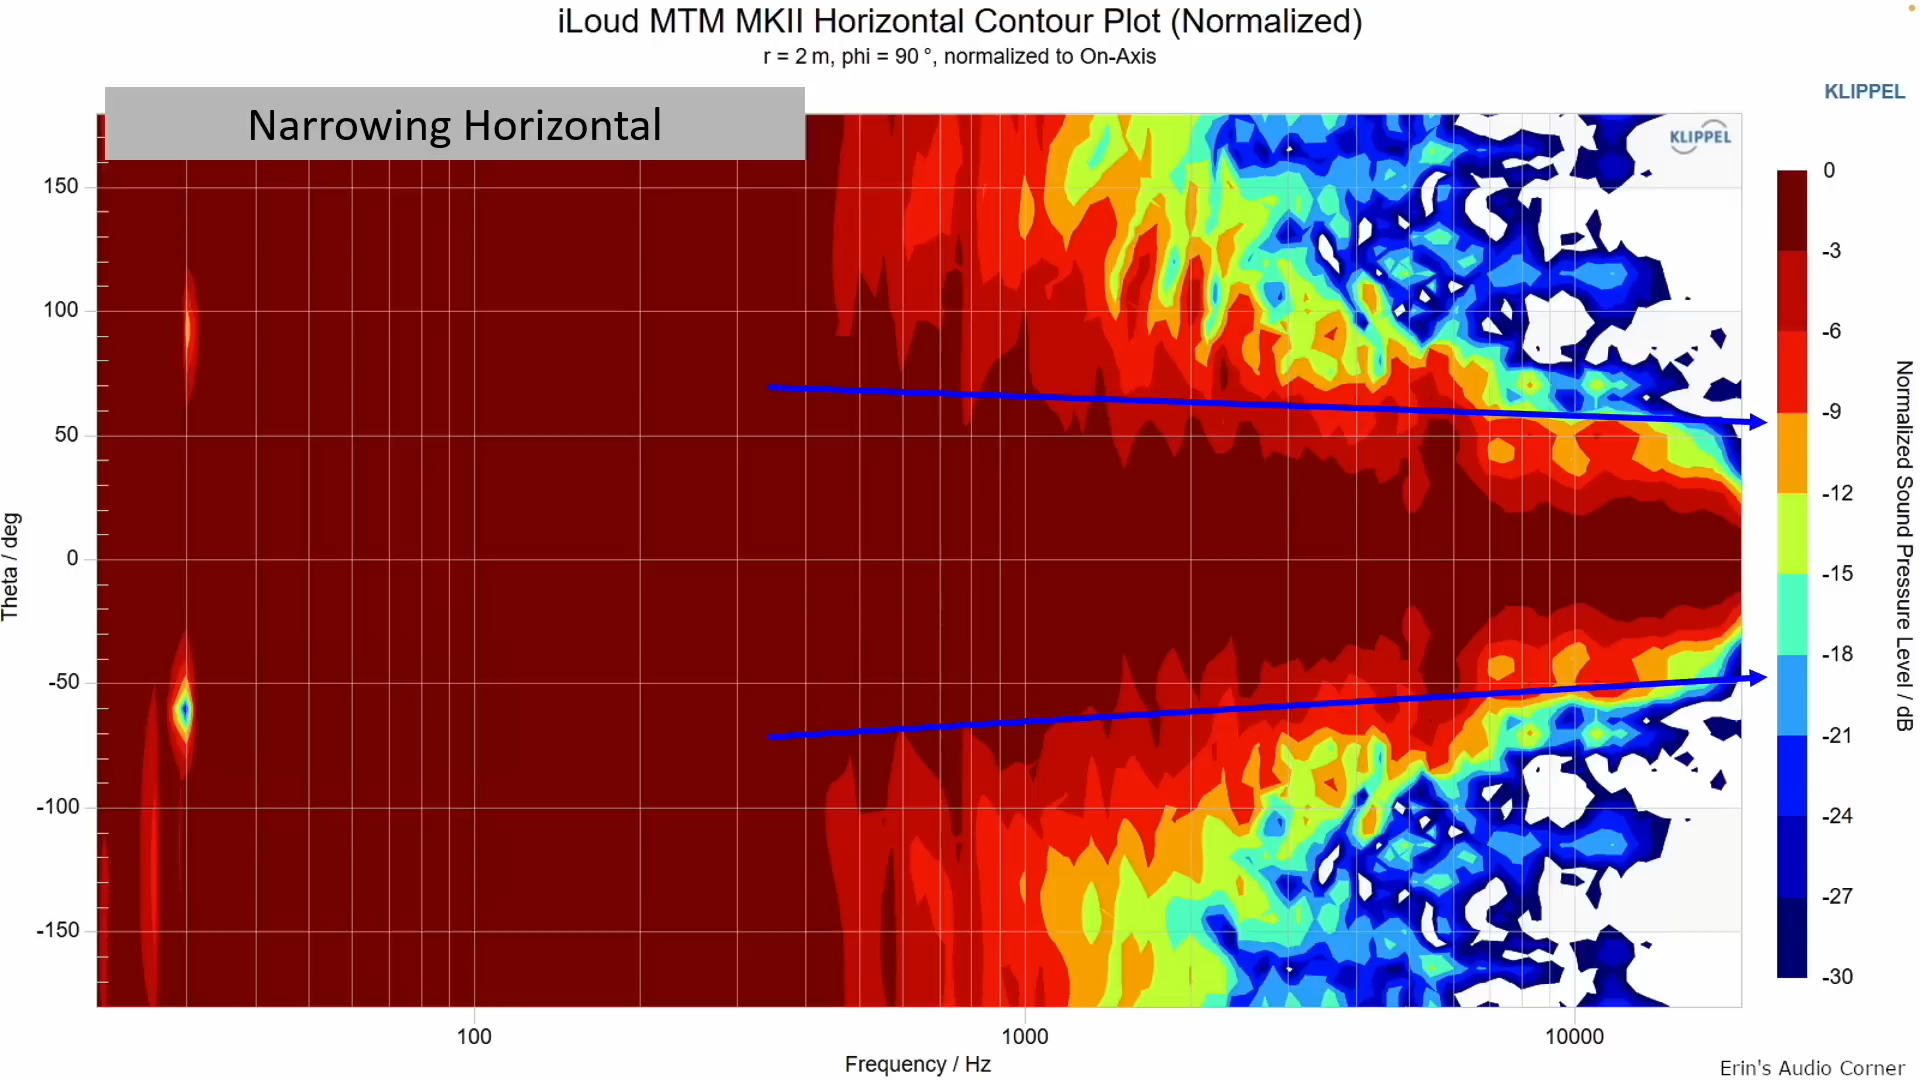 iLoud MTM MKII Horizontal Contour Plot (Normalized)
r = 2 m, phi = 90 °, normalized to On-Axis
KLIPPEL
Narrowing Horizontal
KLIPPEL
150
100
50
0
-50
-100
-150
Theta / deg
100
1000
10000
Frequency / Hz
0
-3
-6
-9
-12
-15
-18
-21
-24
-27
-30
Normalized Sound Pressure Level / dB
Erin's Audio Corner